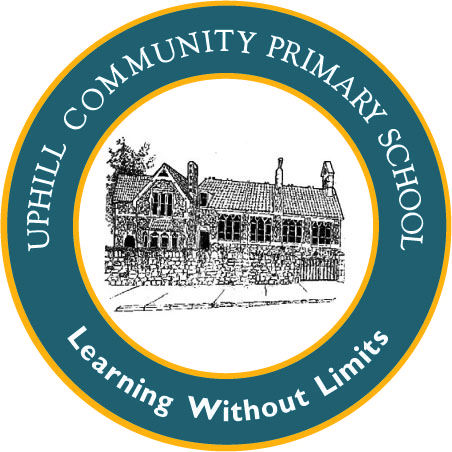 UPHILL COMMUNITY PRIMARY SCHOOL
Learning Without Limits